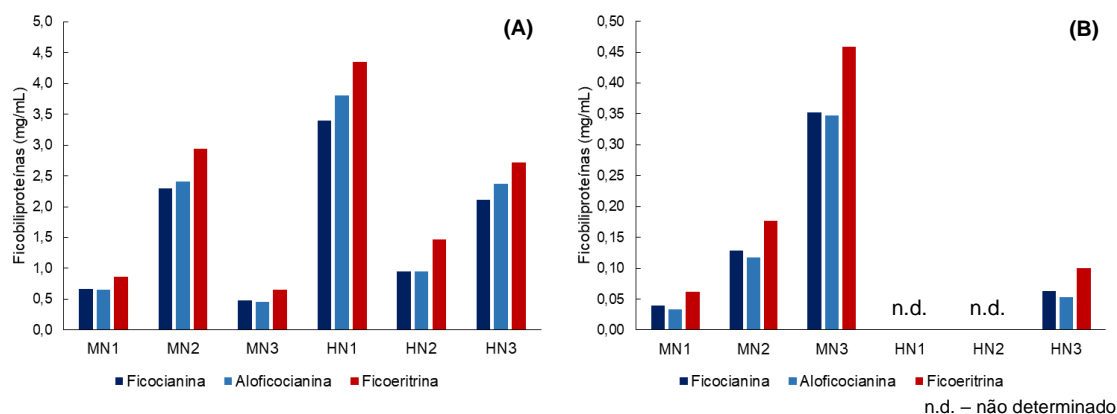 (A)
Ficobiliproteínas (mg/mL)
5,0
4,5
4,0
3,5
3,0
2,5
2,0
1,5
1,0
0,5
0,0
MN1 MN2 MN3 HN1 HN2 HN3
Ficocianina Aloficocianina Ficoeritrina
(B)
Ficobiliproteínas (mg/mL)
0,50
0,45
0,40
0,35
0,30
0,25
0,20
0,15
0,10
0,05
0,00
n.d. n.d.
MN1 MN2 MN3 HN1 HN2 HN3
Ficocianina Aloficocianina Ficoeritrina
n.d. – não determinado